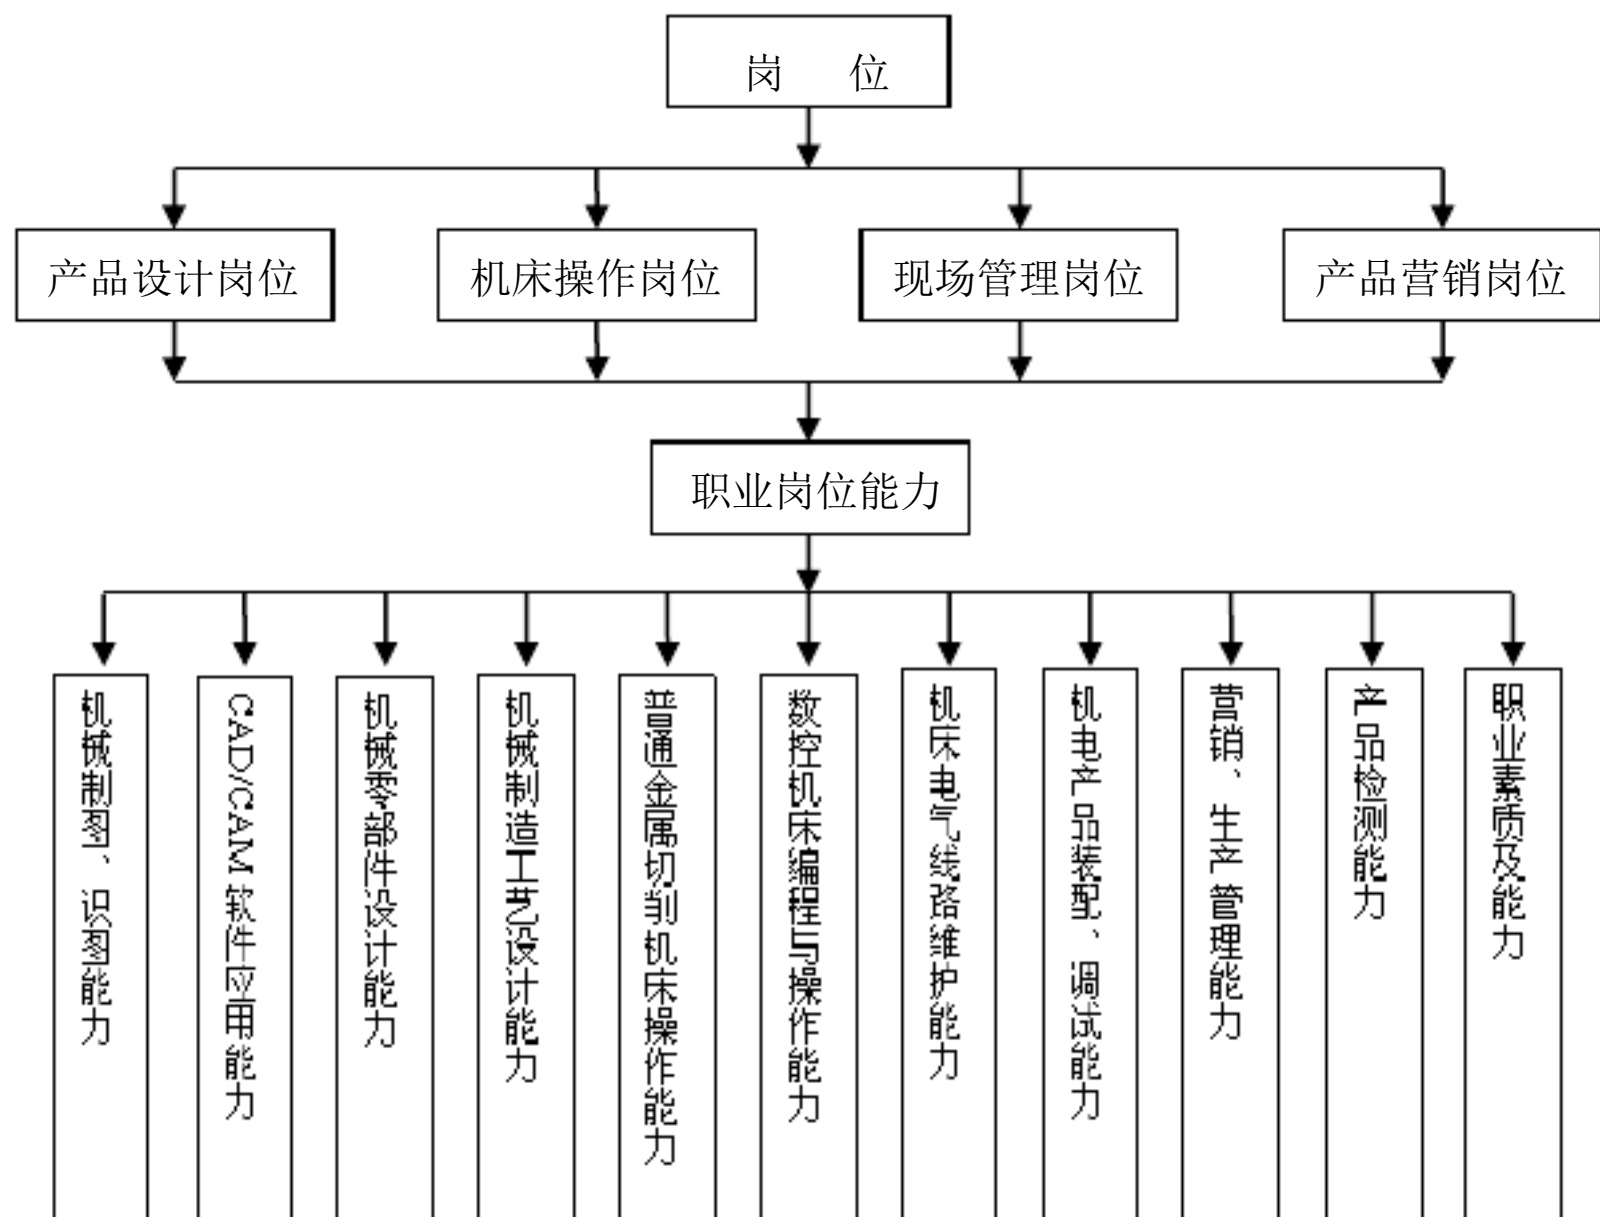 岗 位
产品设计岗位
机床操作岗位
现场管理岗位
产品营销岗位
职业岗位能力
机械制图、识图能力
CAD/CAM软件应用能力
机械零部件设计能力
机械制造工艺设计能力
普通金属切削机床操作能力
数控机床编程与操作能力
机床电气线路维护能力
机电产品装配、调试能力
营销、生产管理能力
产品检测能力
职业素质及能力